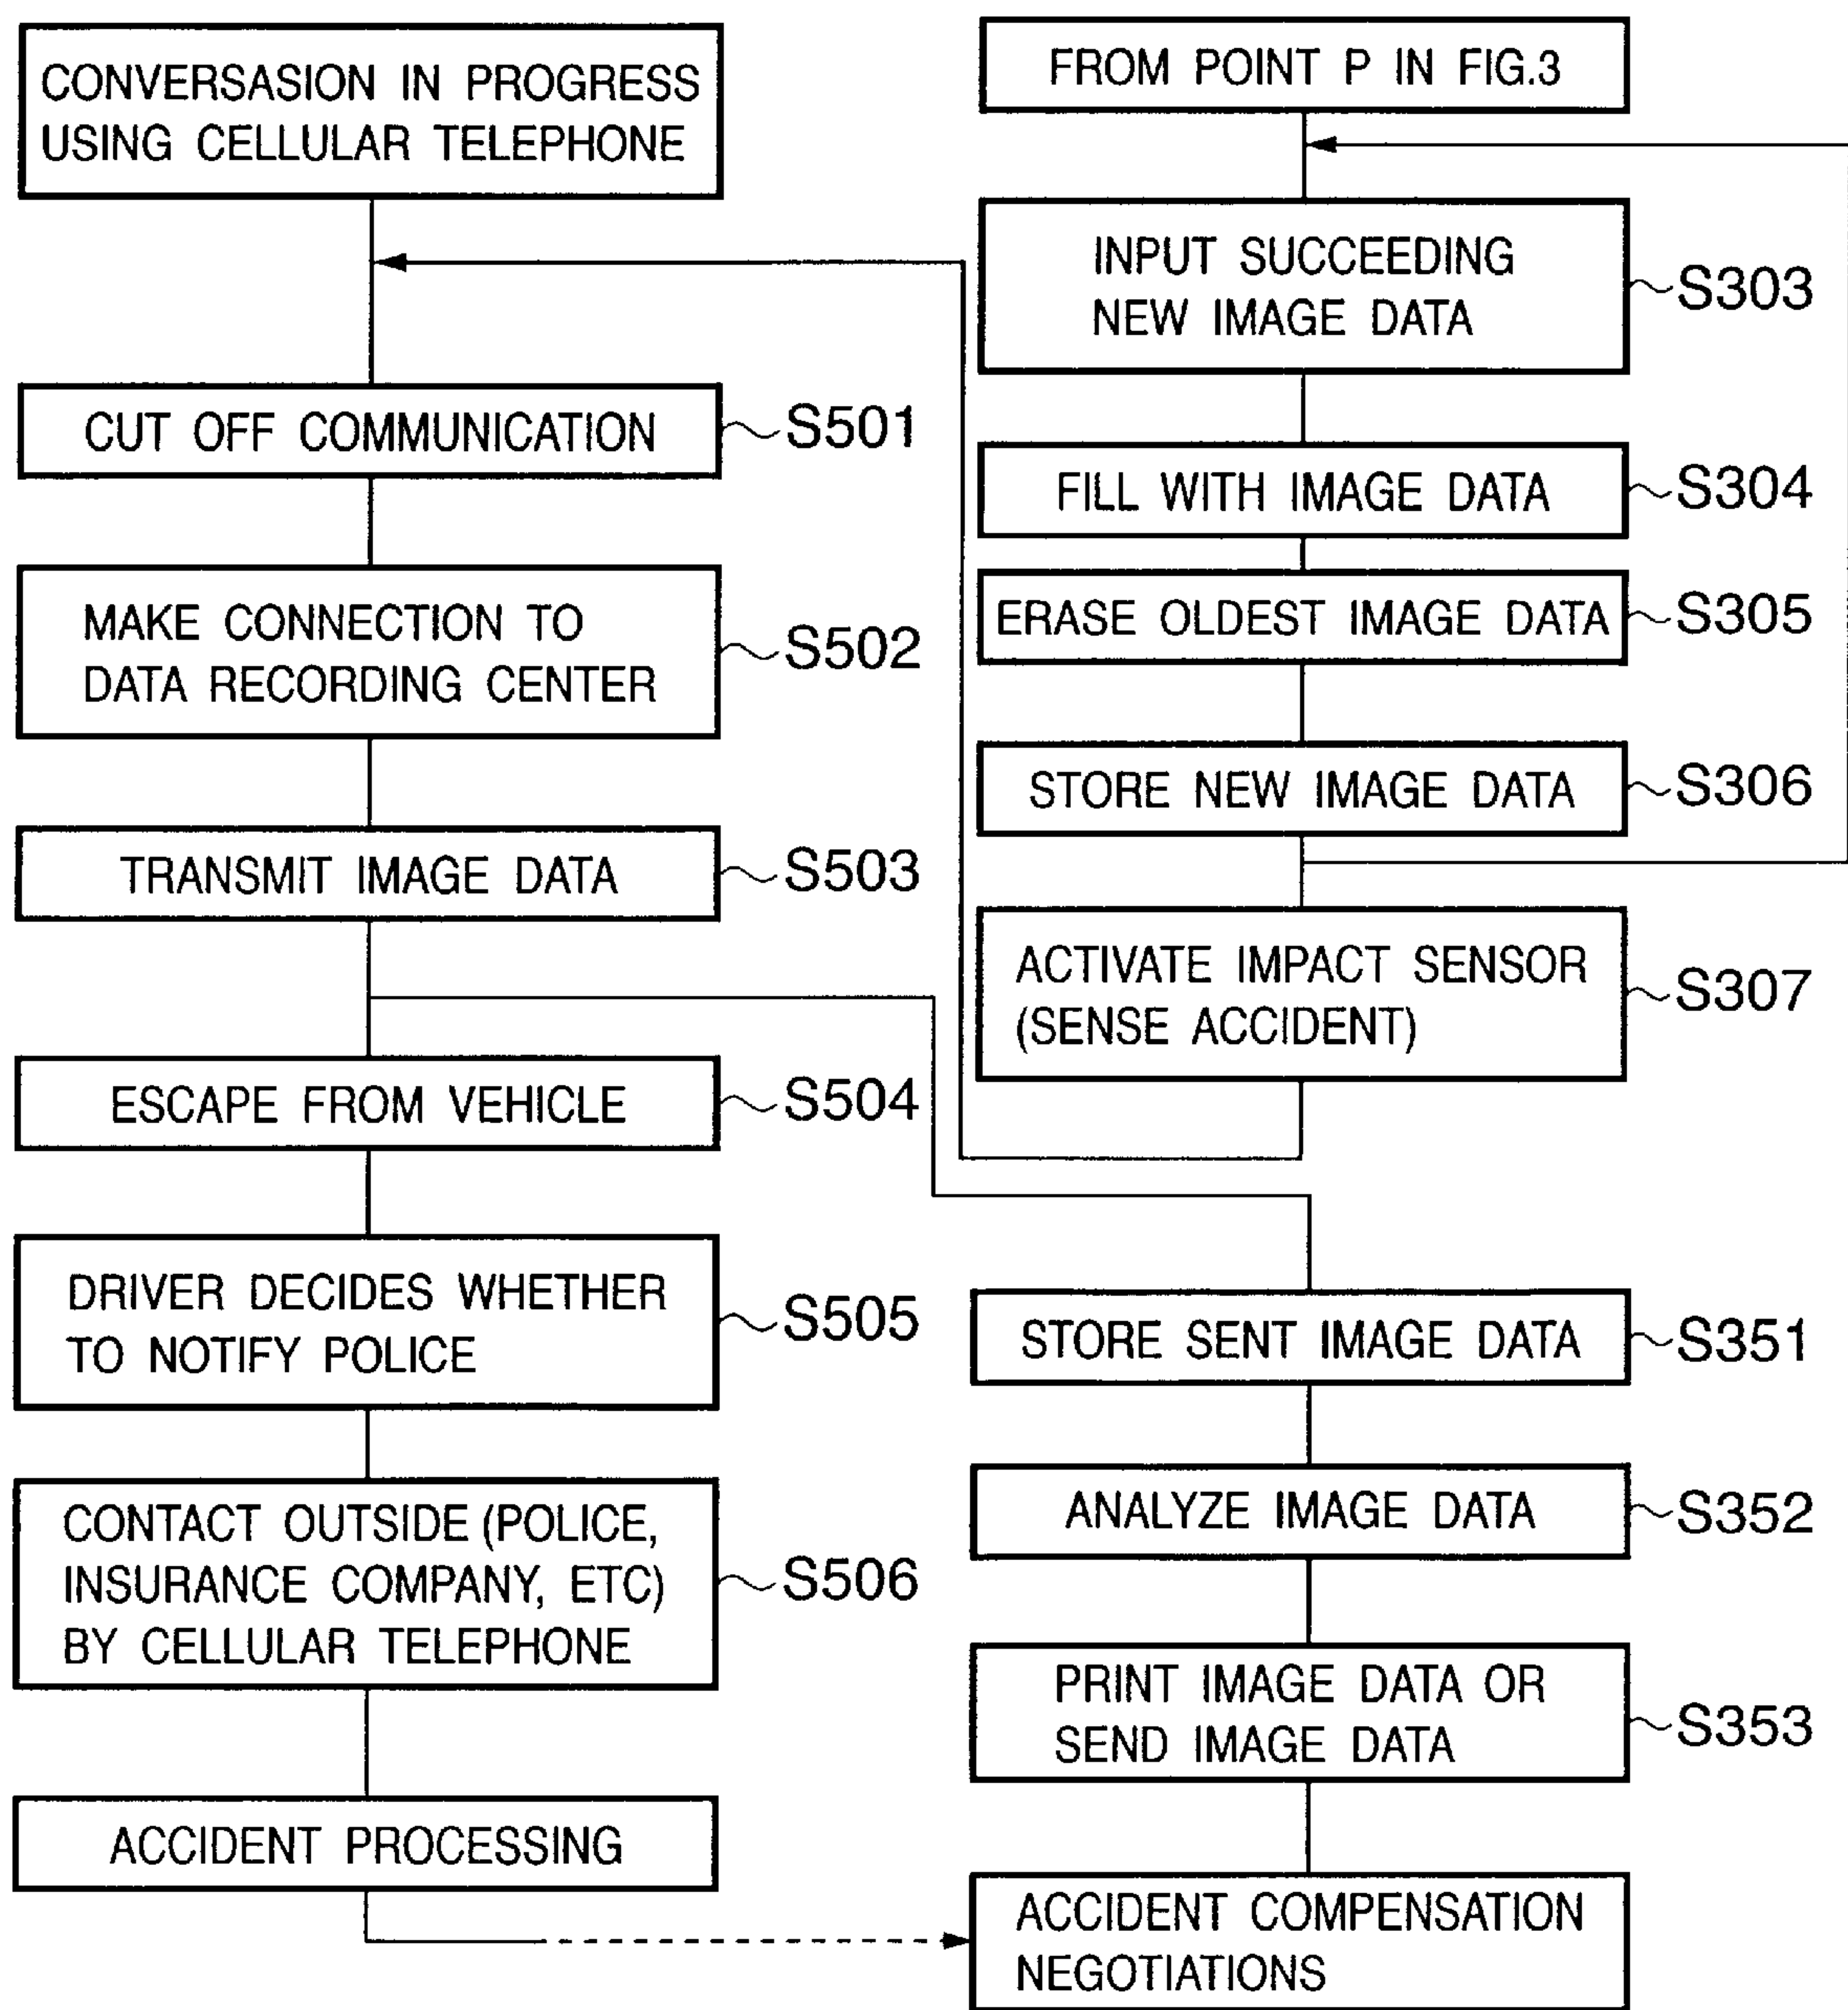 CONVERSASION IN PROGRESS
USING CELLULAR TELEPHONE
CUT OFF COMMUNICATION
S501
MAKE CONNECTION TO
DATA RECORDING CENTER
S502
TRANSMIT IMAGE DATA
S503
ESCAPE FROM VEHICLE
S504
DRIVER DECIDES WHETHER
TO NOTIFY POLICE
S505
CONTACT OUTSIDE (POLICE,
INSURANCE COMPANY, ETC)
BY CELLULAR TELEPHONE
S506
ACCIDENT PROCESSING
FROM POINT P IN FIG.3
INPUT SUCCEEDING
NEW IMAGE DATA
S303
FILL WITH IMAGE DATA
S304
ERASE OLDEST IMAGE DATA
S305
STORE NEW IMAGE DATA
S306
ACTIVATE IMPACT SENSOR
(SENSE ACCIDENT)
S307
STORE SENT IMAGE DATA
S351
ANALYZE IMAGE DATA
S352
PRINT IMAGE DATA OR
SEND IMAGE DATA
S353
ACCIDENT COMPENSATION
NEGOTIATIONS